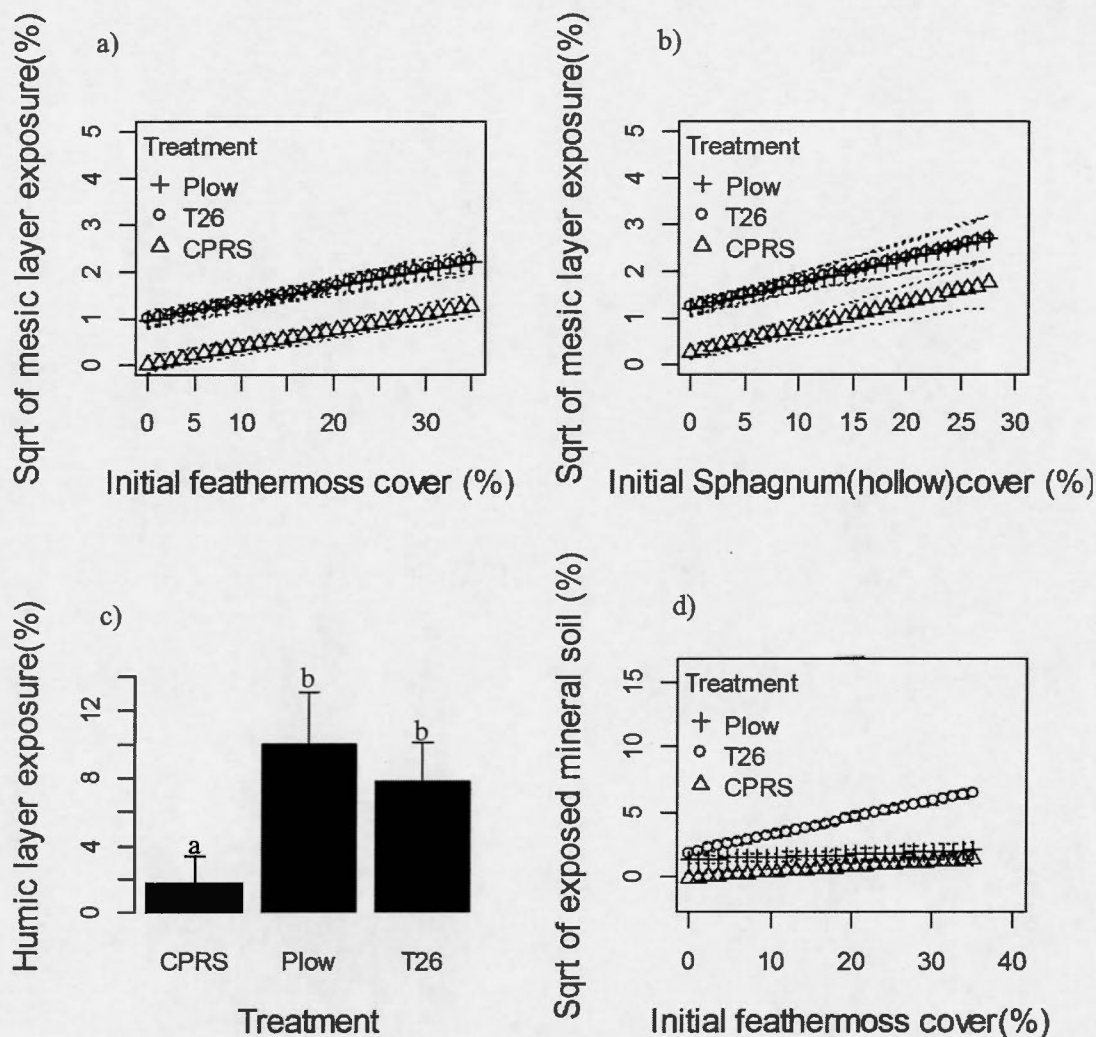 a)
Sqrt of mesic layer exposure(%)
5
4
3
2
1
0
Treatment
Plow
T26
CPRS
0 5 10 20 30
Initial feathermoss cover (%)
b)
Sqrt of mesic layer exposure(%)
5
4
3
2
1
0
Treatment
Plow
T26
CPRS
0 5 10 15 20 25 30
Initial Sphagnum(hollow)cover (%)
c)
Humic layer exposure(%)
12
8
4
0
a
b
b
CPRS Plow T26
Treatment
d)
Sqrt of exposed mineral soil (%)
15
10
5
0
Treatment
Plow
T26
CPRS
0 10 20 30 40
Initial feathermoss cover(%)